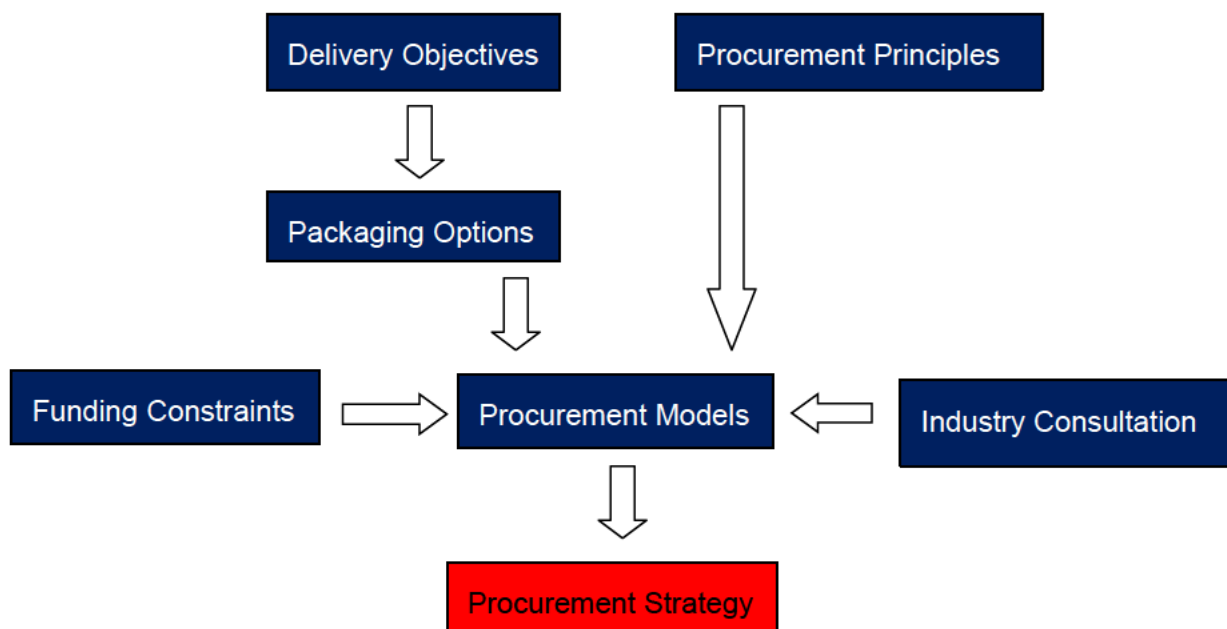 Delivery Objectives
Procurement Principles
Packaging Options
Funding Constraints
Procurement Models
Industry Consultation
Procurement Strategy